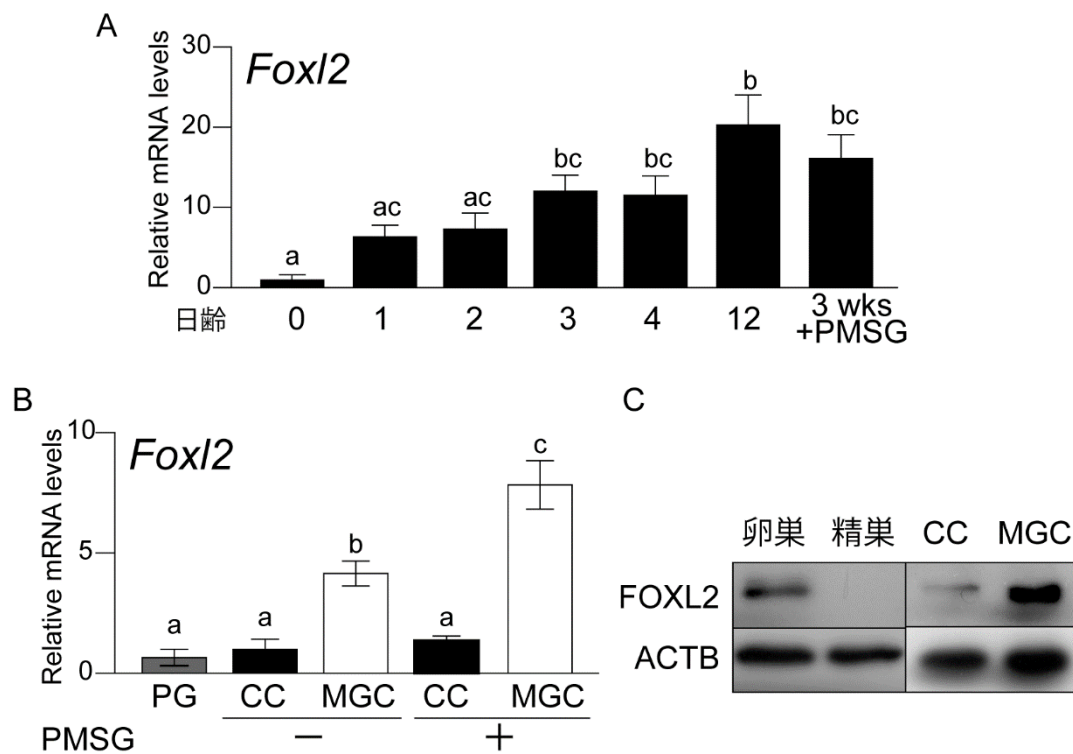 A
Foxl2
Relative mRNA levels
30
20
10
0
a
ac
ac
bc
bc
b
bc
日齢 0 1 2 3 4 12 3 wks
+PMSG
B
Foxl2
Relative mRNA levels
10
5
0
a
a
b
a
c
PG CC MGC CC MGC
PMSG − +
C
卵巣 精巣 CC MGC
FOXL2
ACTB